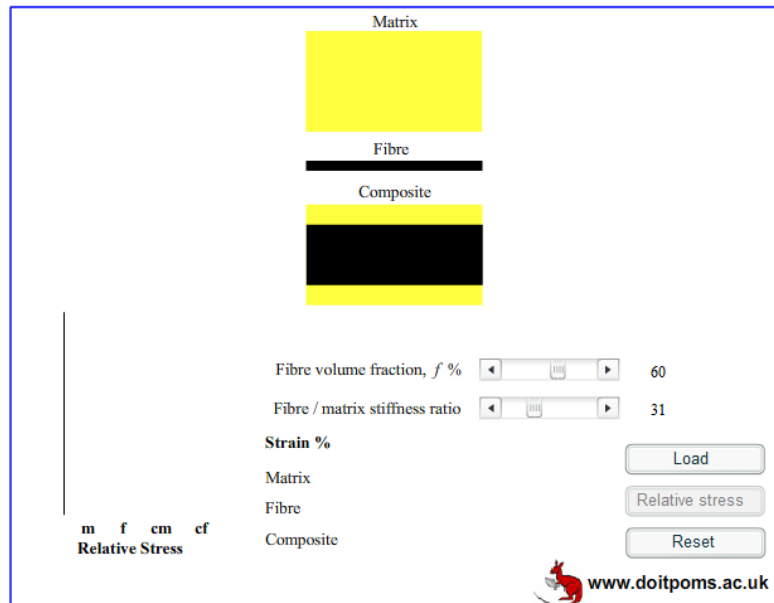 Matrix
Fibre
Composite
Fibre volume fraction, f % 60
Fibre / matrix stiffness ratio 31
Strain %
Load
Matrix
Relative stress
Fibre
m f cm cf
Relative Stress
Composite
Reset
www.doitpoms.ac.uk